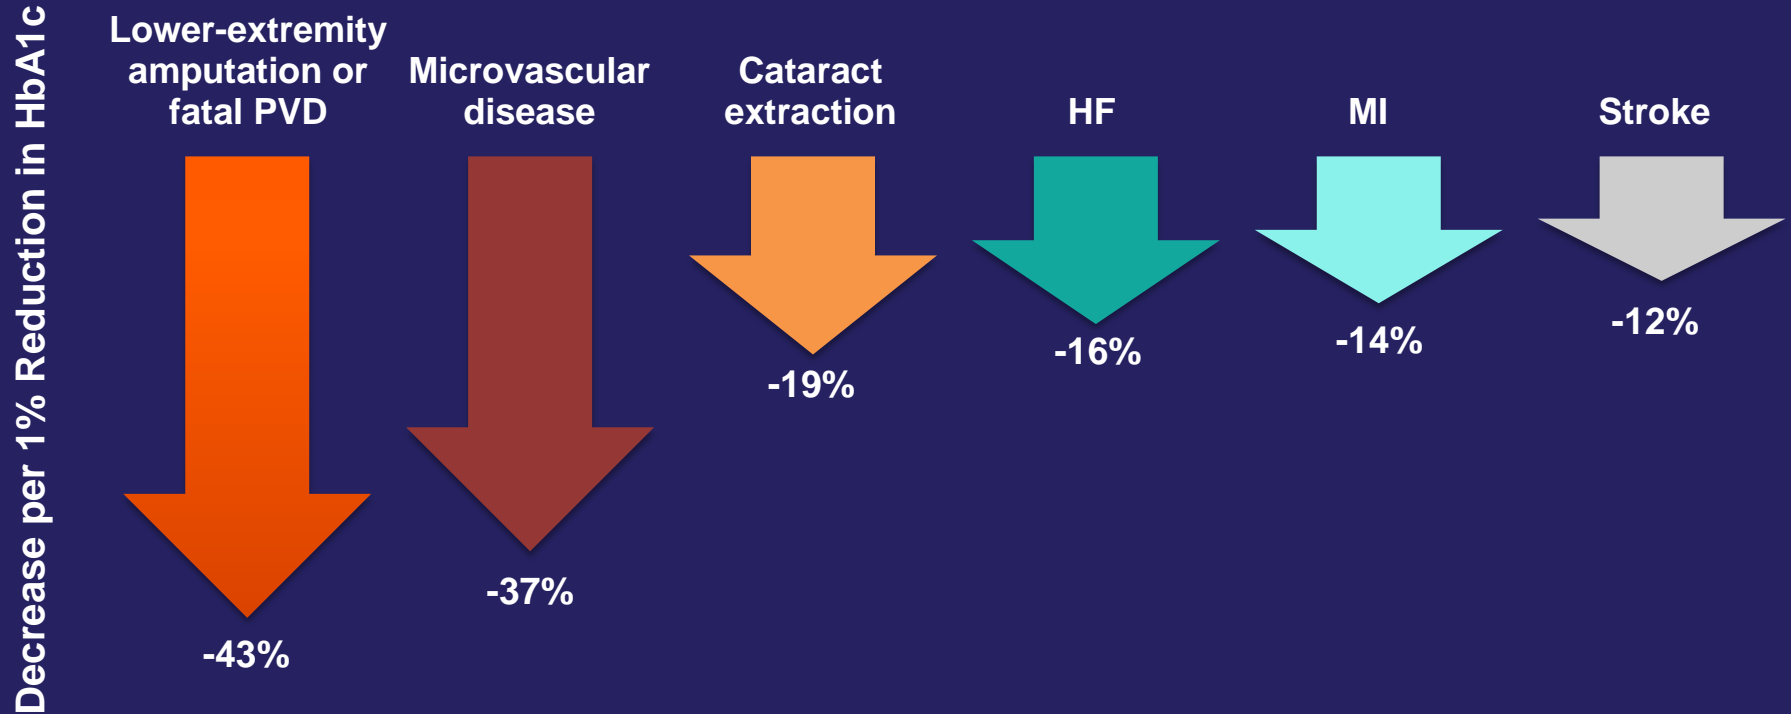 Decrease per 1% Reduction in HbA1c
Lower-extremity
amputation or
fatal PVD
Microvascular
disease
Cataract
extraction
HF
MI
Stroke
-43%
-37%
-19%
-16%
-14%
-12%